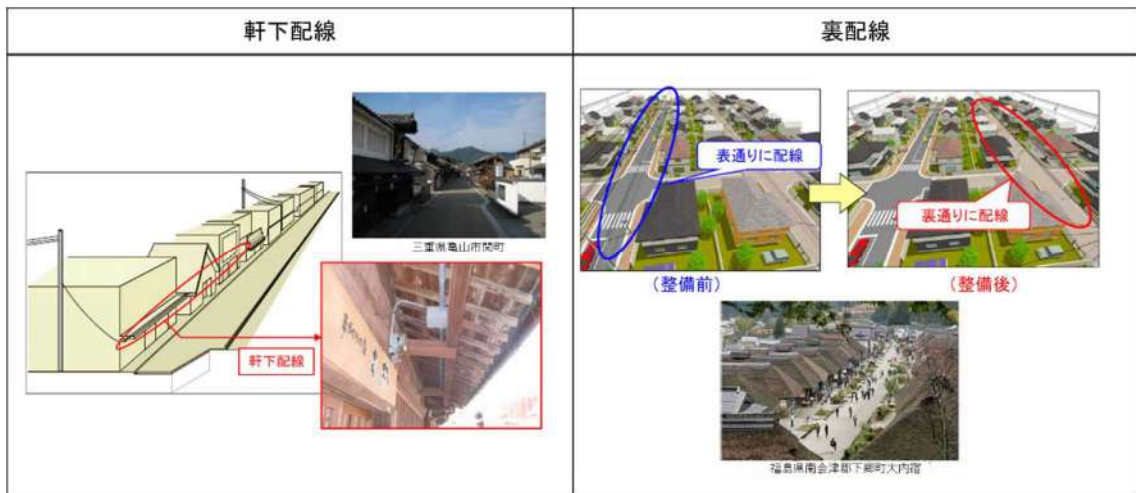 軒下配線
裏配線
三重県亀山市関町
軒下配線
表通りに配線
裏通りに配線
(整備前)
(整備後)
福島県南会津郡下郷町大内宿